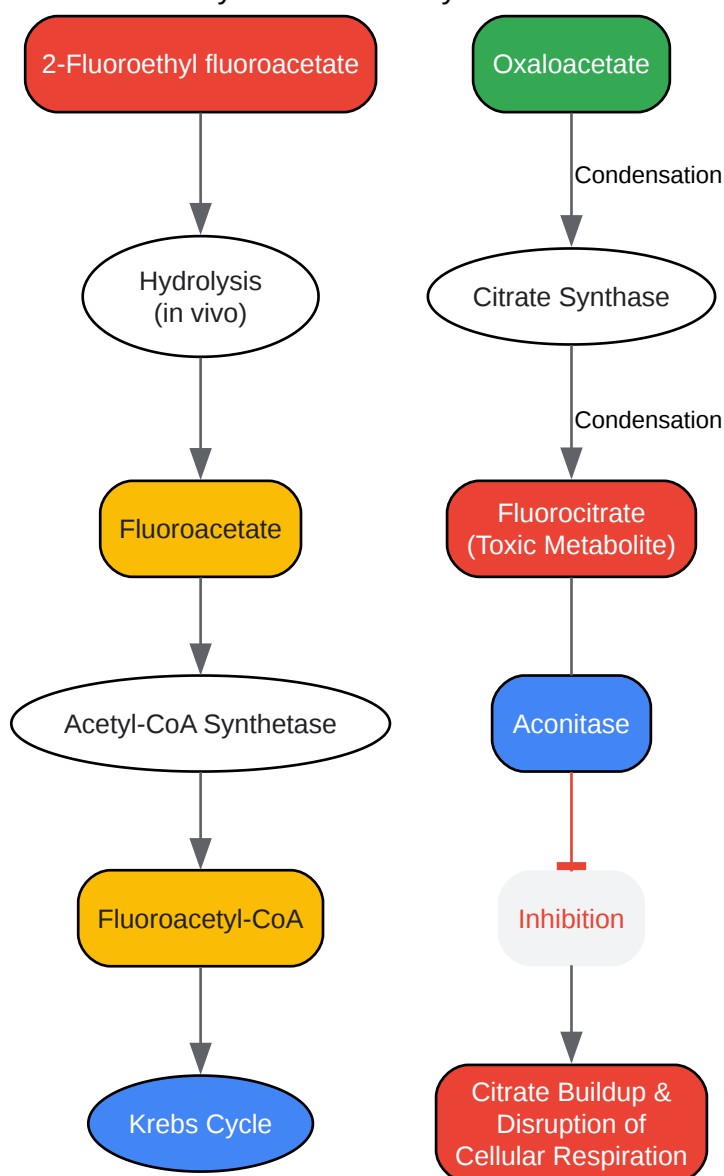 2-Fluoroethyl fluoroacetate
Hydrolysis
(in vivo)
Fluoroacetate
Acetyl-CoA Synthetase
Fluoroacetyl-CoA
Krebs Cycle
Oxaloacetate
Condensation
Citrate Synthase
Condensation
Fluorocitrate
(Toxic Metabolite)
Aconitase
Inhibition
Citrate Buildup &
Disruption of
Cellular Respiration